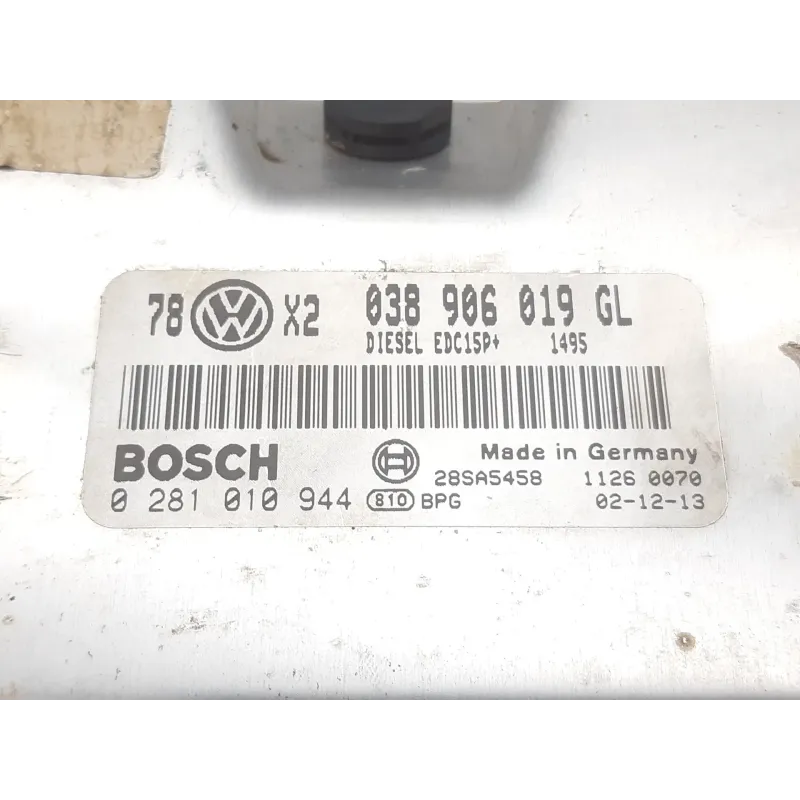 78 VW X2 038 906 019 GL
DIESEL EDC15P+ 1495
BOSCH Made in Germany
28SA5458 1126 0070
0 281 010 944 810 BPG 02-12-13